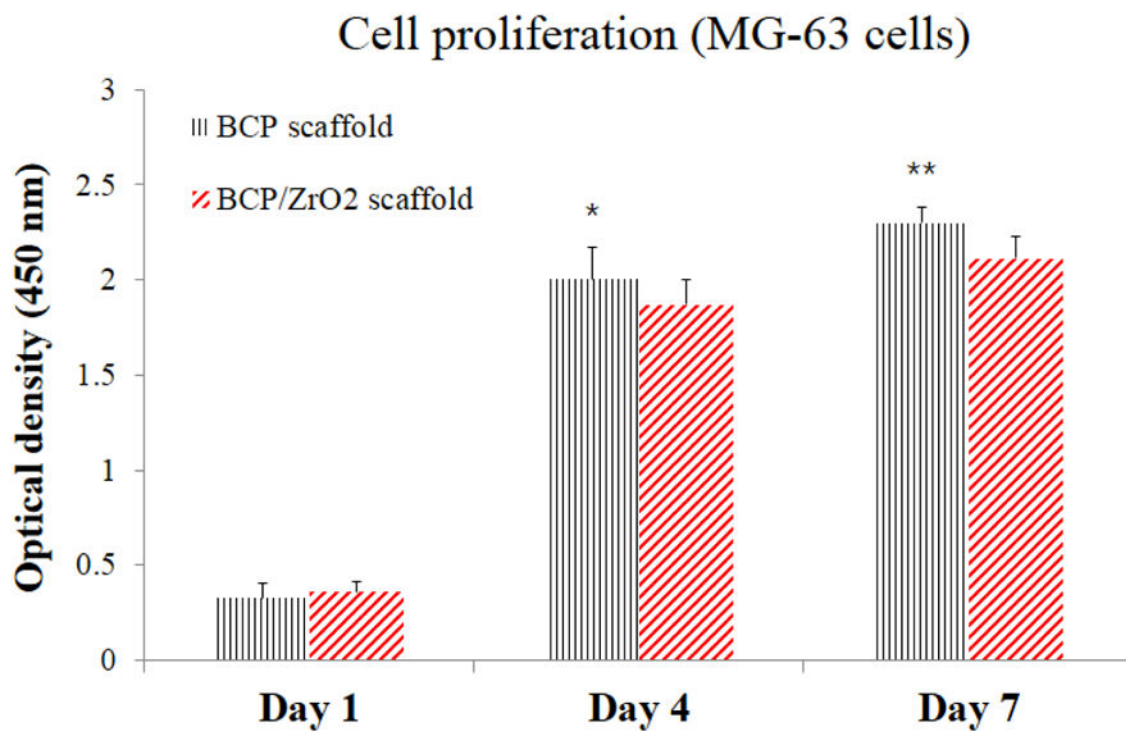 Cell proliferation (MG-63 cells)
Optical density (450 nm)
3
2.5
2
1.5
1
0.5
0
BCP scaffold
BCP/ZrO2 scaffold
*
**
Day 1
Day 4
Day 7